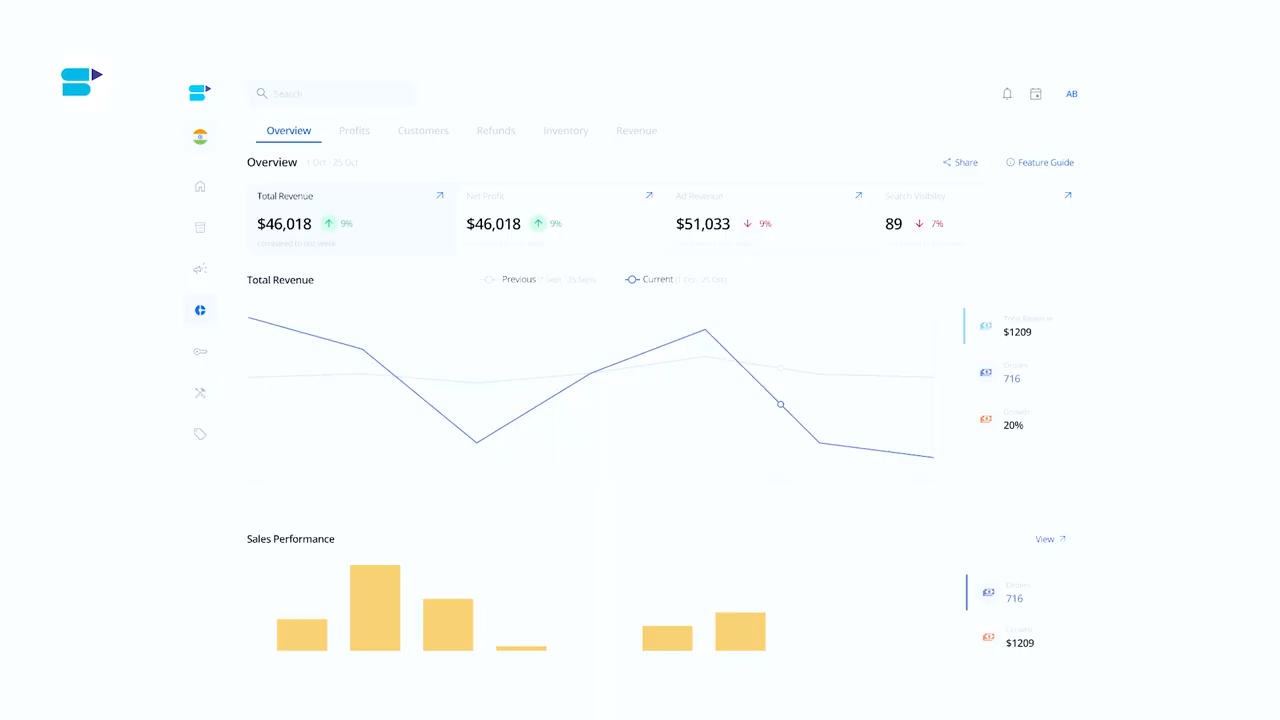 Search
AB
Overview Profits Customers Refunds Inventory Revenue
Overview 1 Oct - 25 Oct
Share Feature Guide
Total Revenue Net Profit Ad Revenue Search Visibility
$46,018 9% $46,018 9% $51,033 9% 89 7%
compared to last week
Total Revenue Previous Current
Total Revenue
$1209
Orders
716
Growth
20%
Sales Performance View
Orders
716
Growth
$1209